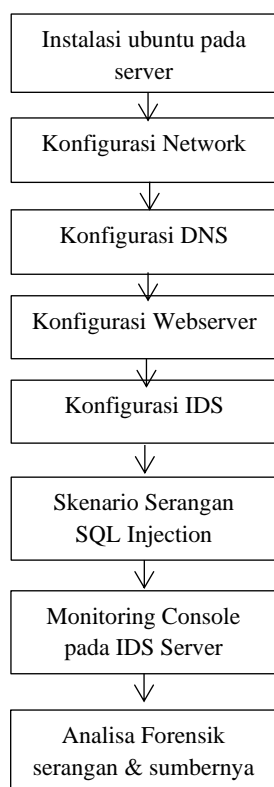 Instalasi ubuntu pada
server
Konfigurasi Network
Konfigurasi DNS
Konfigurasi Webserver
Konfigurasi IDS
Skenario Serangan
SQL Injection
Monitoring Console
pada IDS Server
Analisa Forensik
serangan & sumbernya